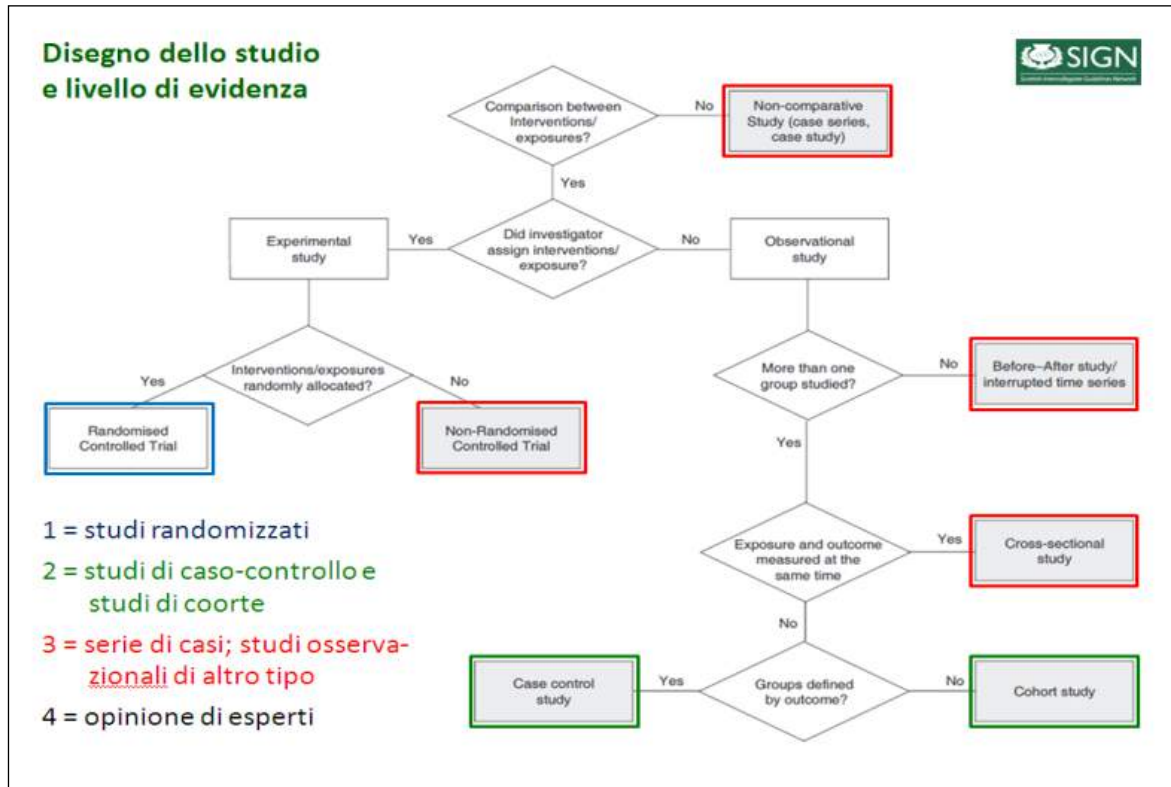 Disegno dello studio
e livello di evidenza
SIGN
Comparison between
Interventions/
exposures?
No
Non-comparative
Study (case series,
case study)
Yes
Experimental
study
Yes
Did investigator
assign interventions/
exposure?
No
Observational
study
Interventions/exposures
randomly allocated?
Yes
No
More than one
group studied?
No
Before–After study/
interrupted time series
Randomised
Controlled Trial
Non-Randomised
Controlled Trial
Yes
1 = studi randomizzati
2 = studi di caso-controllo e
studi di coorte
3 = serie di casi; studi osserva-
zionali di altro tipo
4 = opinione di esperti
Exposure and outcome
measured at the
same time
Yes
Cross-sectional
study
No
Case control
study
Yes
Groups defined
by outcome?
No
Cohort study